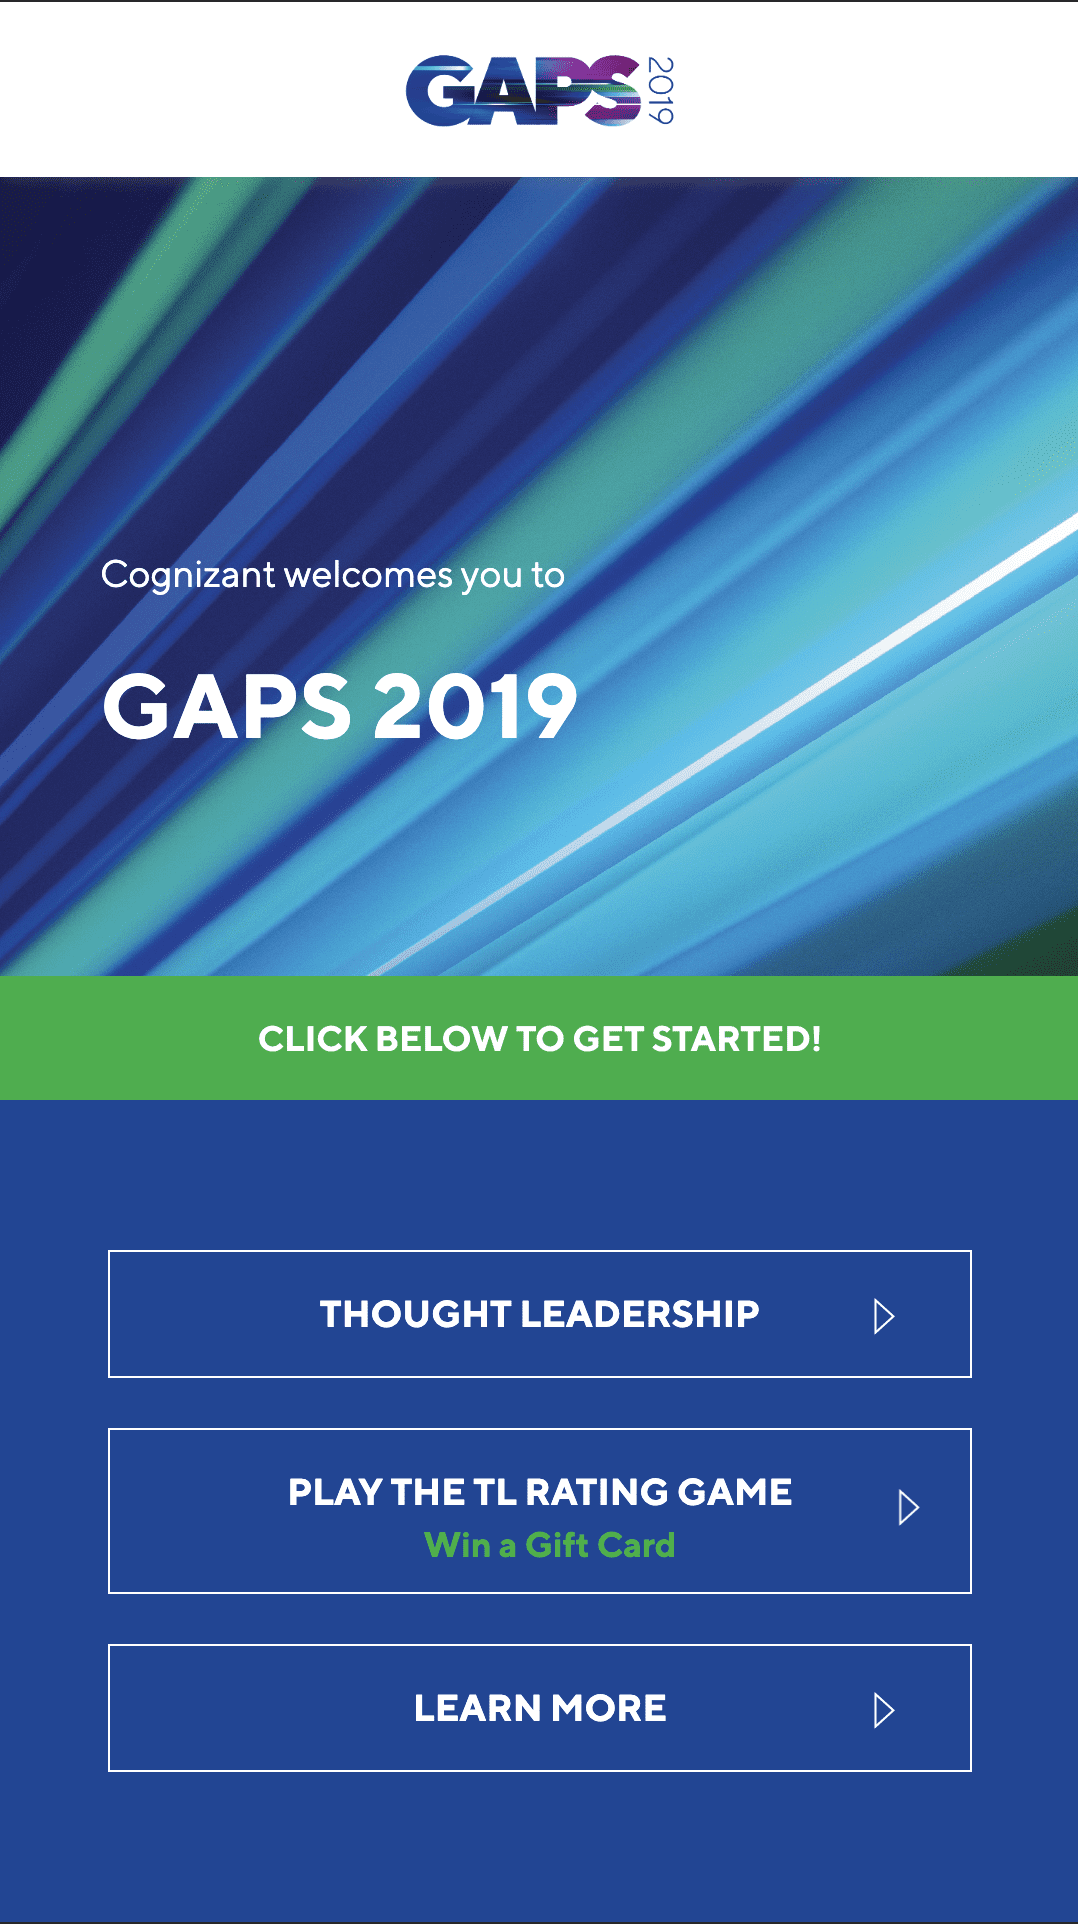 GAPS 2019
Cognizant welcomes you to
GAPS 2019
CLICK BELOW TO GET STARTED!
THOUGHT LEADERSHIP
PLAY THE TL RATING GAME
Win a Gift Card
LEARN MORE